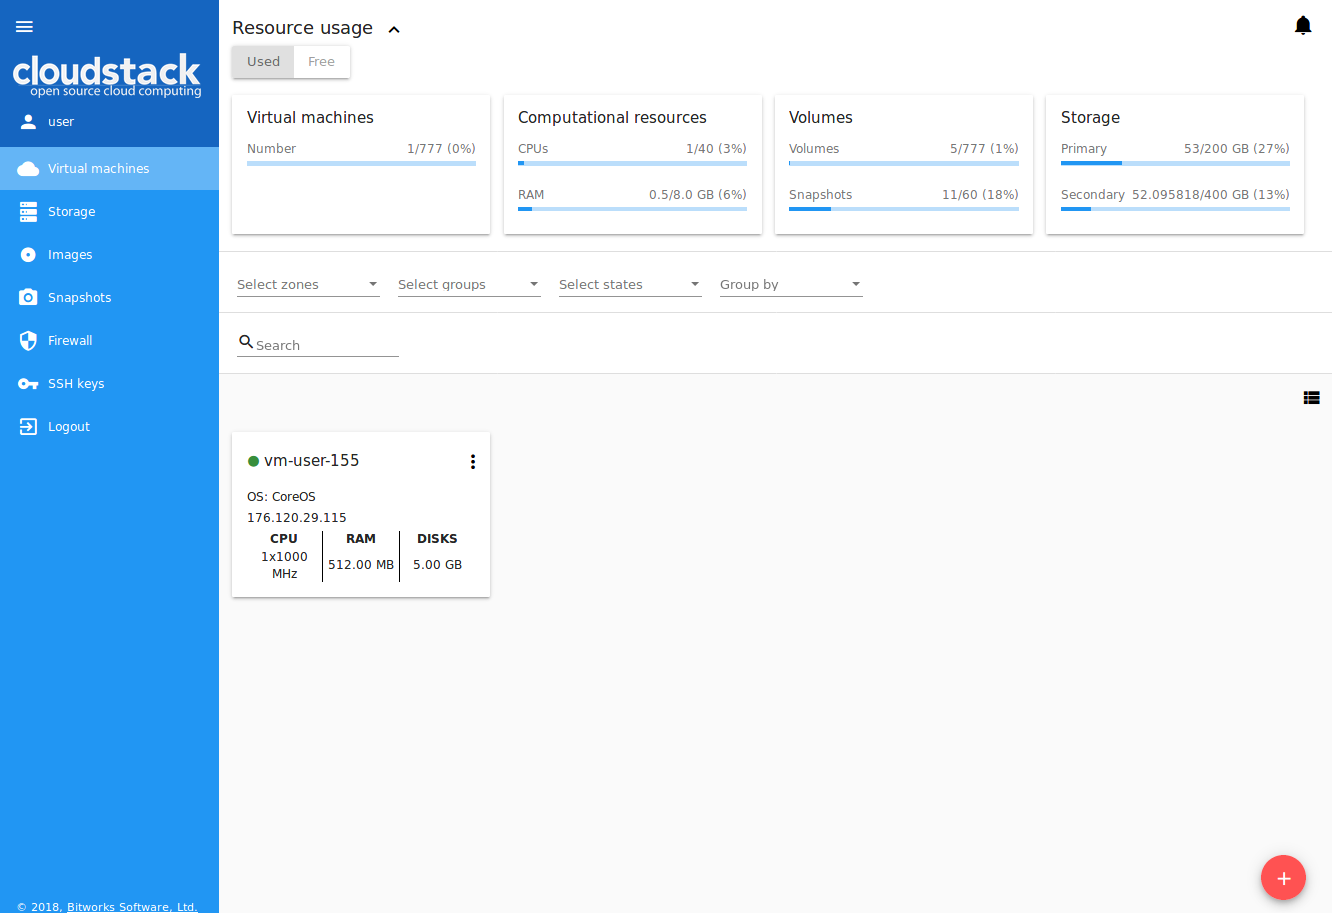 cloudstack
open source cloud computing
user
Virtual machines
Storage
Images
Snapshots
Firewall
SSH keys
Logout
© 2018, Bitworks Software, Ltd.
Resource usage
Used Free
Virtual machines
Number 1/777 (0%)
Computational resources
CPUs 1/40 (3%)
RAM 0.5/8.0 GB (6%)
Volumes
Volumes 5/777 (1%)
Snapshots 11/60 (18%)
Storage
Primary 53/200 GB (27%)
Secondary 52.095818/400 GB (13%)
Select zones Select groups Select states Group by
Search
vm-user-155
OS: CoreOS
176.120.29.115
CPU RAM DISKS
1x1000
MHz
512.00 MB 5.00 GB